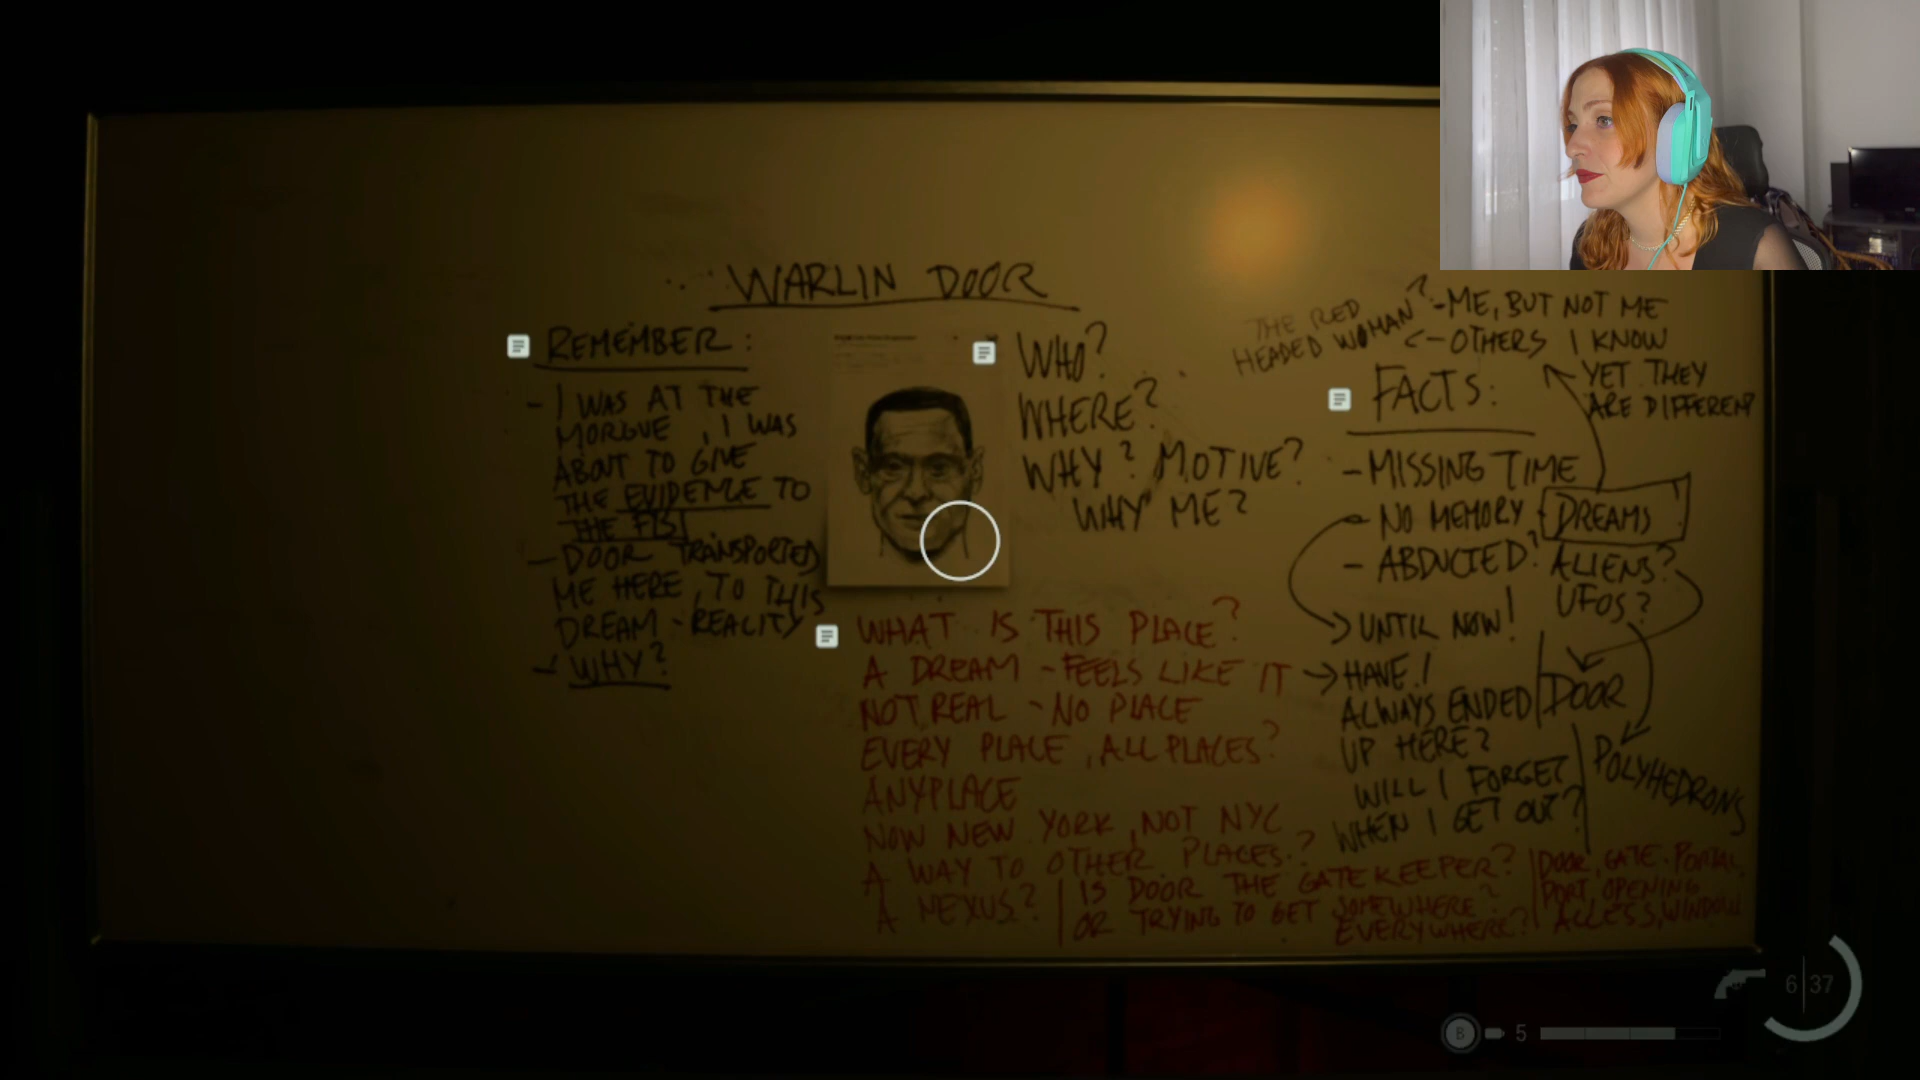 WARLIN DOOR
REMEMBER:
- I WAS AT THE
MORGUE, I WAS
ABOUT TO GIVE
THE EVIDENCE TO
THE FBI
- DOOR TRANSPORTED
ME HERE, TO THIS
DREAM-REALITY
- WHY?
WHO?
WHERE?
WHY? MOTIVE?
WHY ME?
THE RED
HEADED WOMAN?
- ME, BUT NOT ME
<- OTHERS I KNOW
YET THEY
ARE DIFFERENT
FACTS:
- MISSING TIME
- NO MEMORY - DREAMS
- ABDUCTED? ALIENS?
UFOS?
-> UNTIL NOW!
-> HAVE I
ALWAYS ENDED
UP HERE?
WILL I FORGET
WHEN I GET OUT?
DOOR
POLYHEDRONS
WHAT IS THIS PLACE?
A DREAM - FEELS LIKE IT
NOT REAL - NO PLACE
EVERY PLACE, ALL PLACES?
ANYPLACE
NOW NEW YORK, NOT NYC
A WAY TO OTHER PLACES?
A NEXUS?
IS DOOR THE GATEKEEPER?
OR TRYING TO GET SOMEWHERE?
EVERYWHERE?
DOOR, GATE, PORTAL,
PORT, OPENING
ACCESS, WINDOW
6|37
B 5